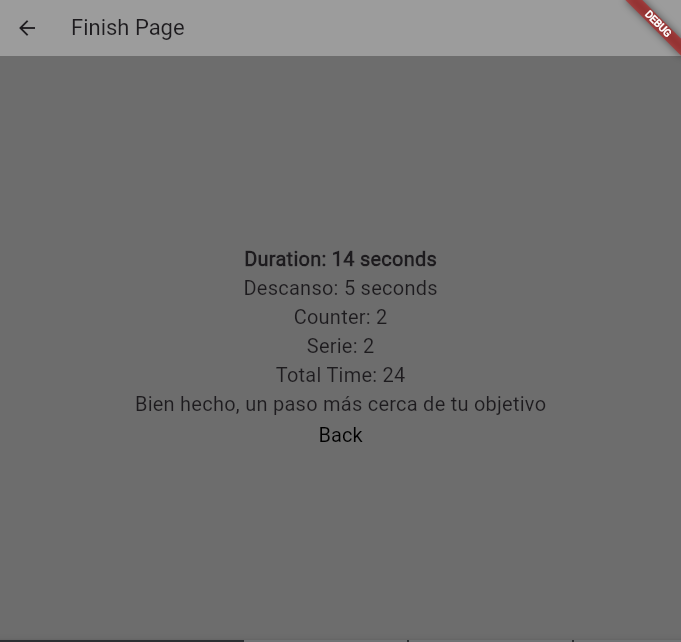 Finish Page
DEBUG
Duration: 14 seconds
Descanso: 5 seconds
Counter: 2
Serie: 2
Total Time: 24
Bien hecho, un paso más cerca de tu objetivo
Back